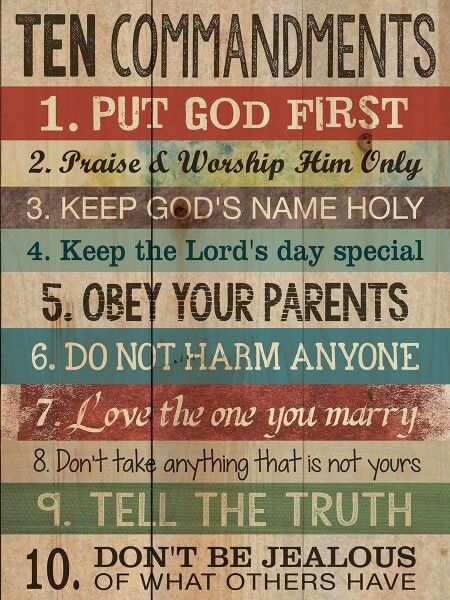 TEN COMMANDMENTS
1. PUT GOD FIRST
2. Praise & Worship Him Only
3. KEEP GOD'S NAME HOLY
4. Keep the Lord's day special
5. OBEY YOUR PARENTS
6. DO NOT HARM ANYONE
7. Love the one you marry
8. Don't take anything that is not yours
9. TELL THE TRUTH
10. DON'T BE JEALOUS
OF WHAT OTHERS HAVE